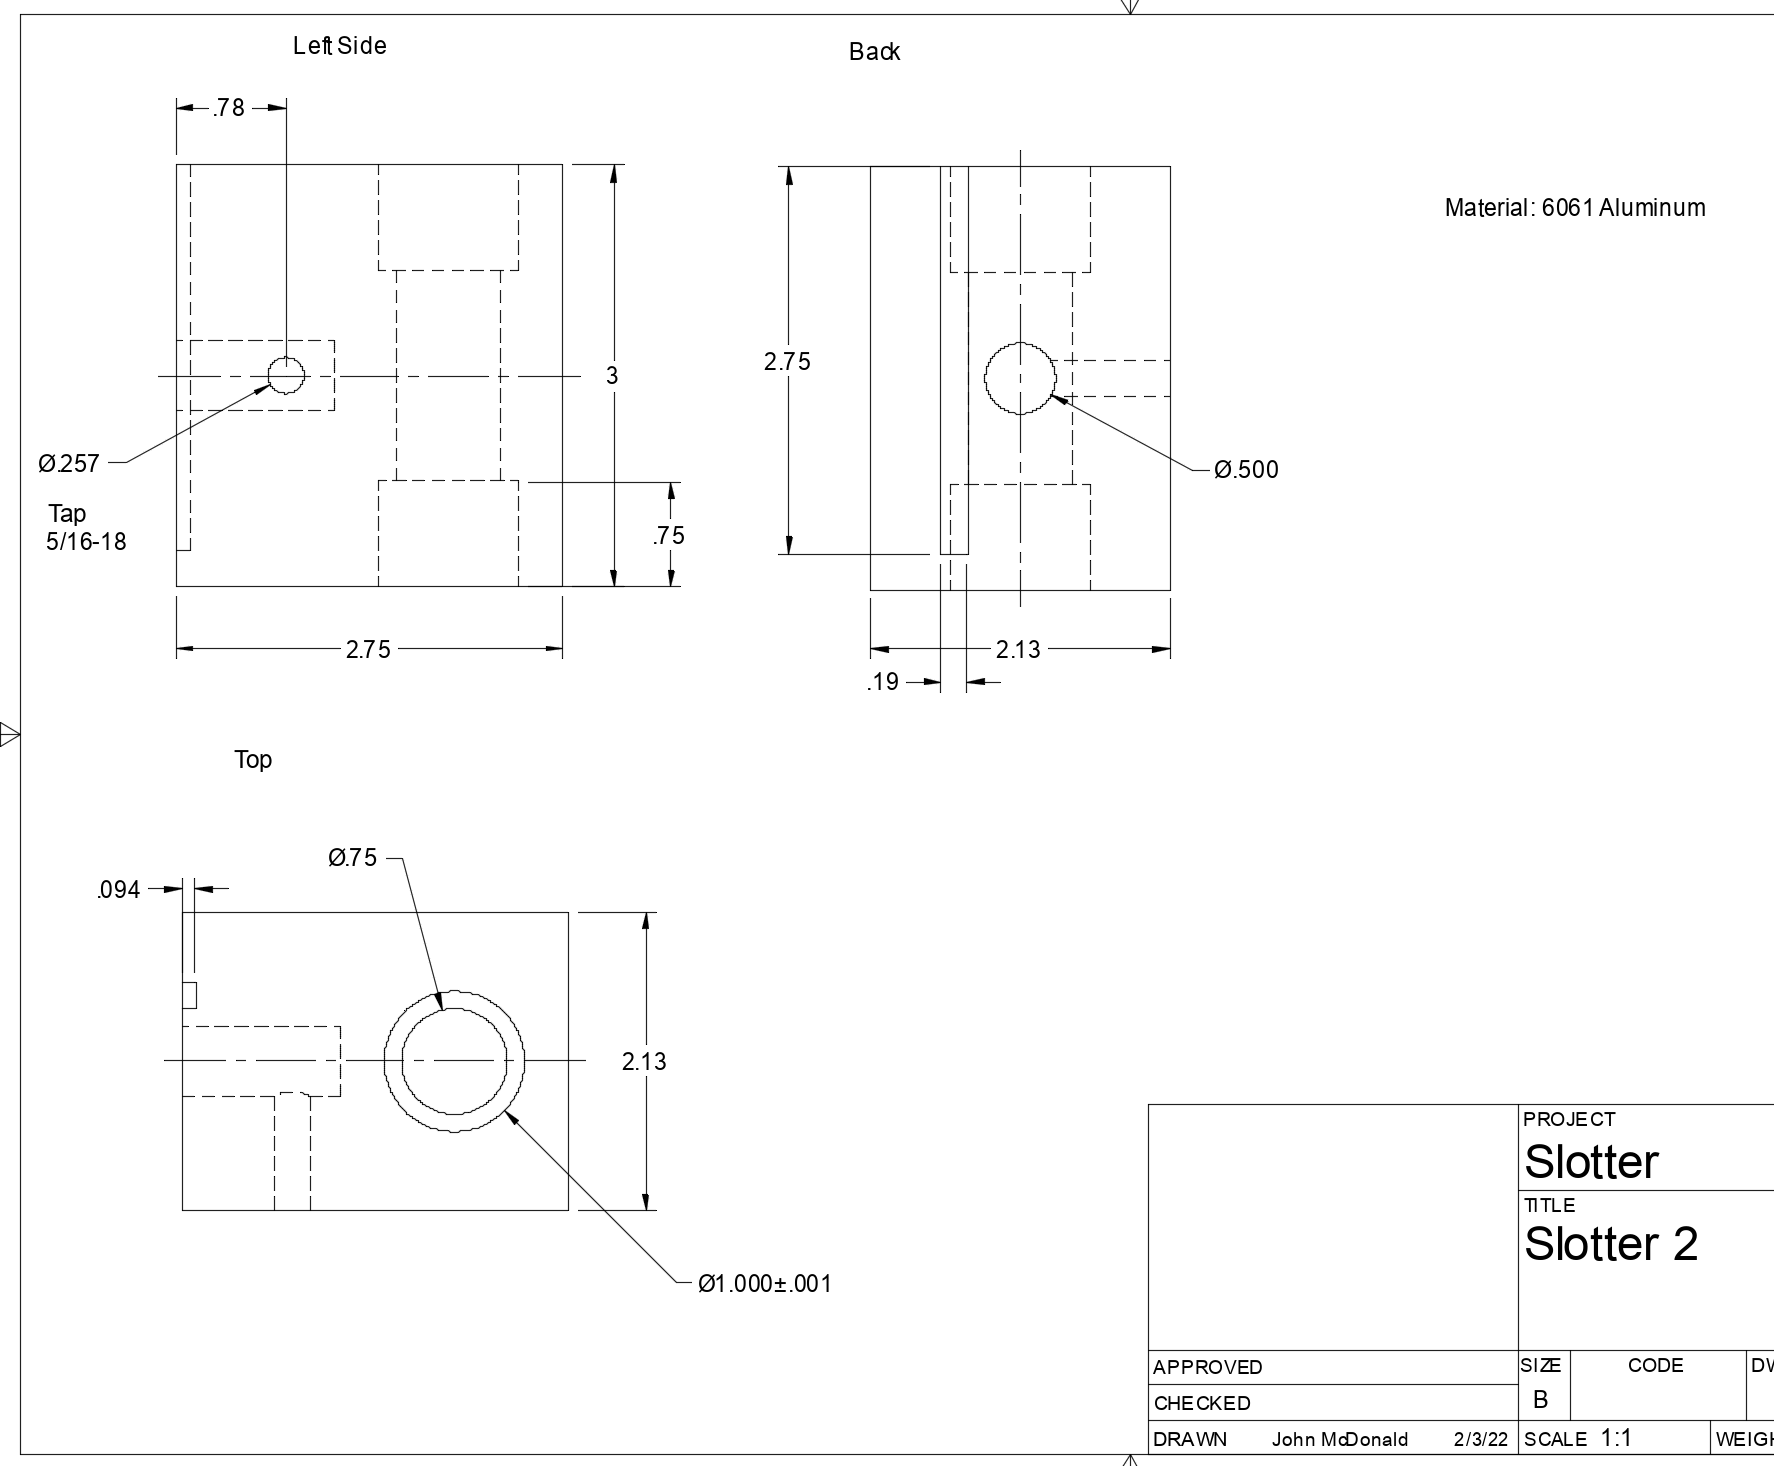 Left Side
Back
.78
Material: 6061 Aluminum
2.75
3
Ø.257
Ø.500
Tap
5/16-18
.75
2.75
2.13
.19
Top
Ø.75
.094
2.13
Ø1.000±.001
PROJECT
Slotter
TITLE
Slotter 2
APPROVED
SIZE
CODE
CHECKED
B
DRAWN John McDonald 2/3/22
SCALE 1:1